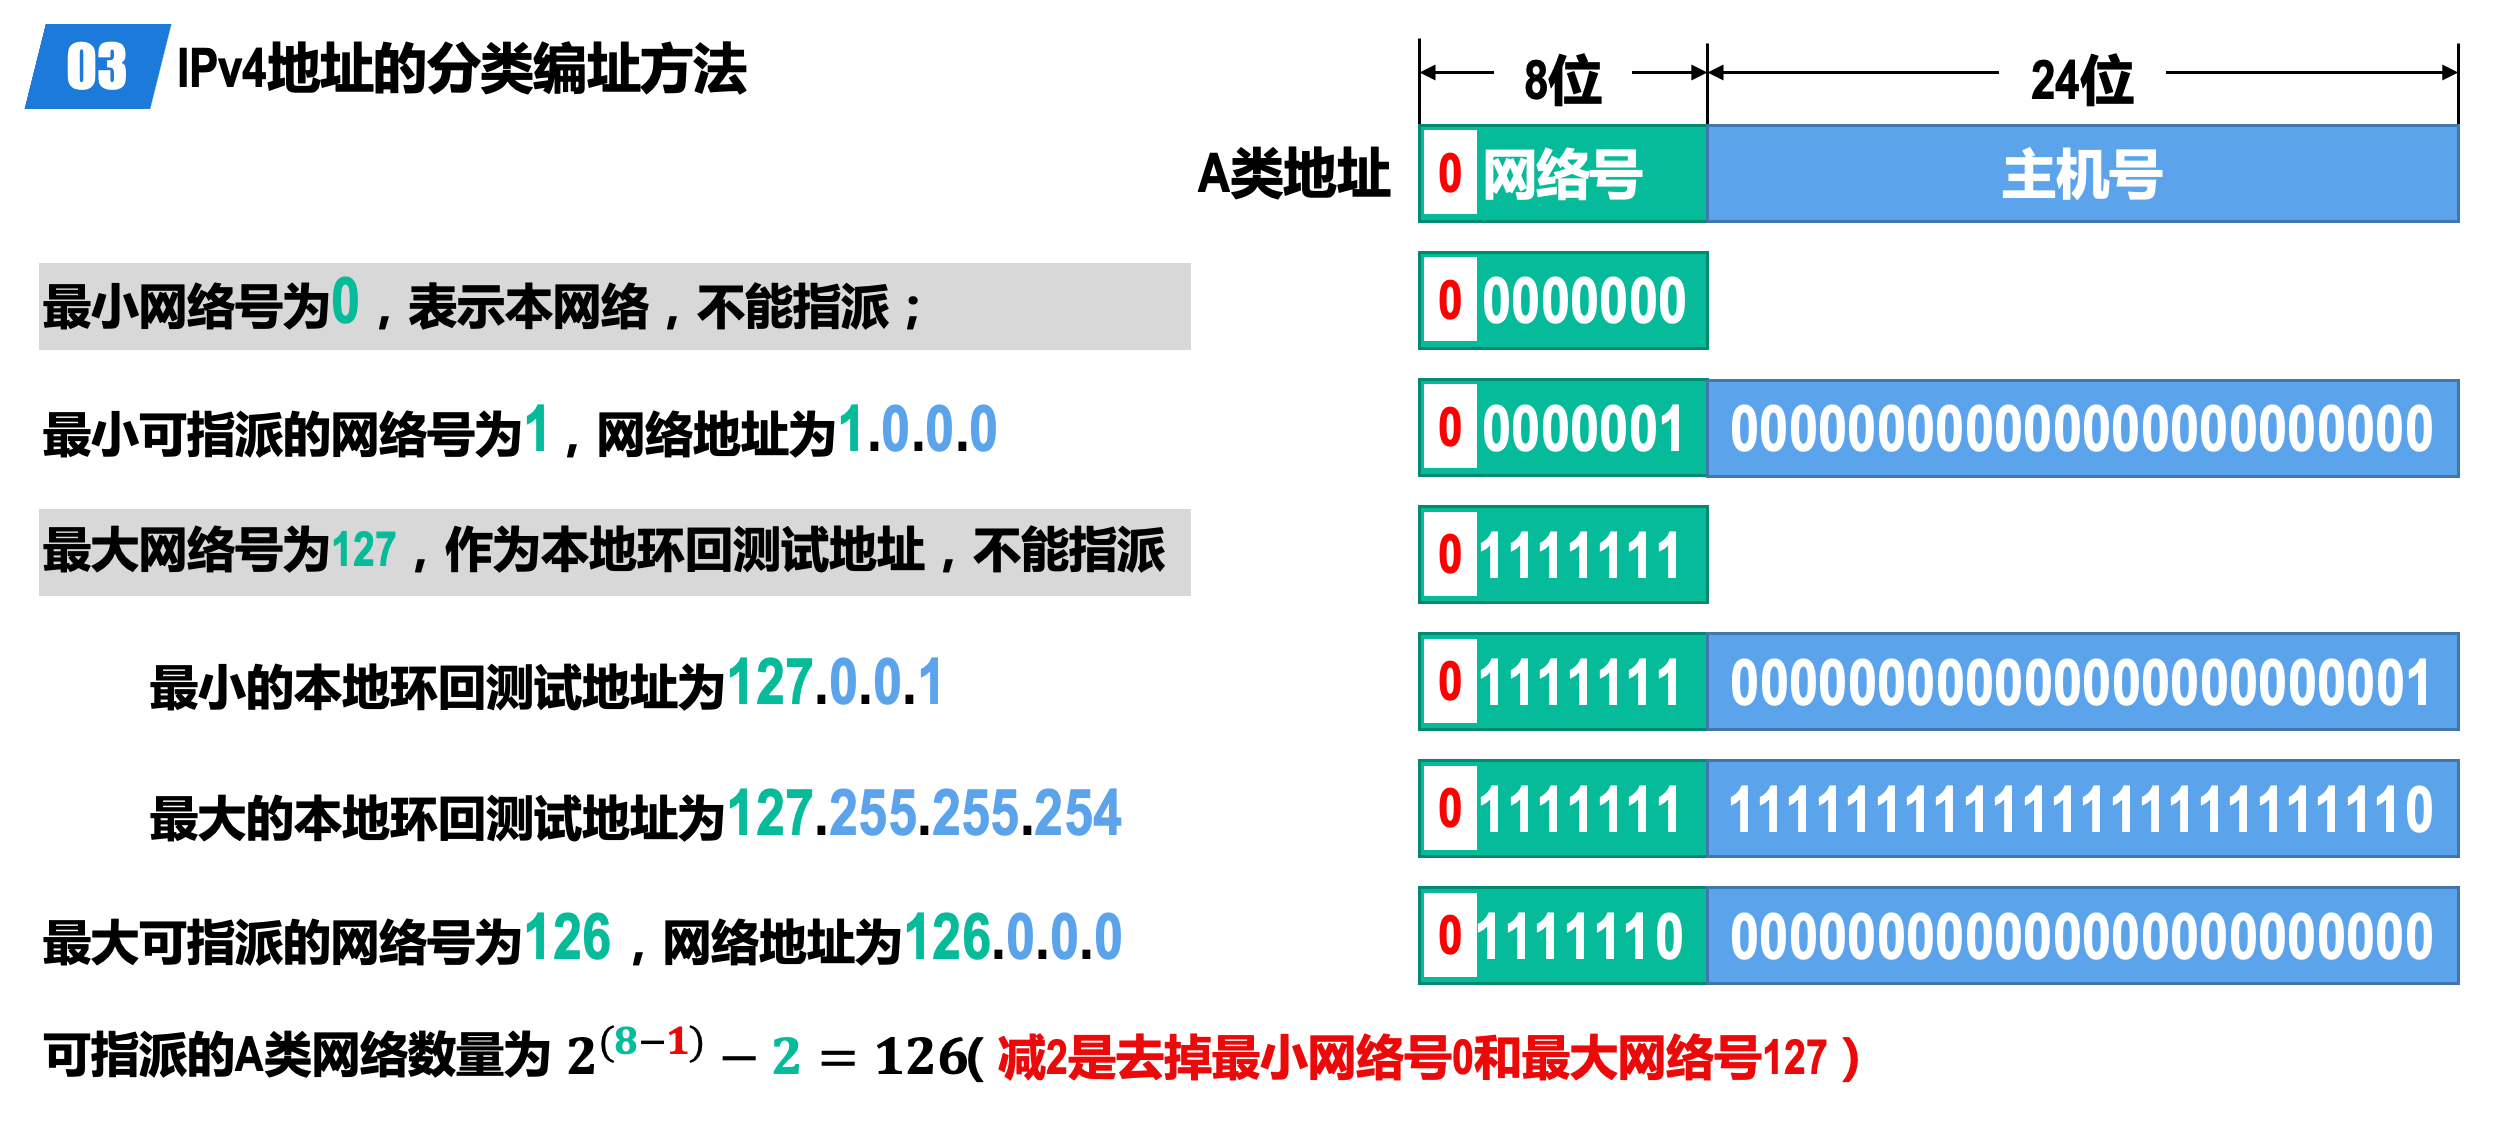 03 IPv4地址的分类编址方法
8位 24位
A类地址 0 网络号 主机号
最小网络号为0，表示本网络，不能指派； 0 0000000
最小可指派的网络号为1，网络地址为1.0.0.0 0 0000001 000000000000000000000000
最大网络号127，作为本地环回测试地址，不能指派 0 1111111
最小的本地环回测试地址为127.0.0.1 0 1111111 000000000000000000000001
最大的本地环回测试地址为127.255.255.254 0 1111111 111111111111111111111110
最大可指派的网络号为126，网络地址为126.0.0.0 0 1111110 000000000000000000000000
可指派的A类网络数量为 2^(8−1) − 2 = 126(减2是去掉最小网络号0和最大网络号127)